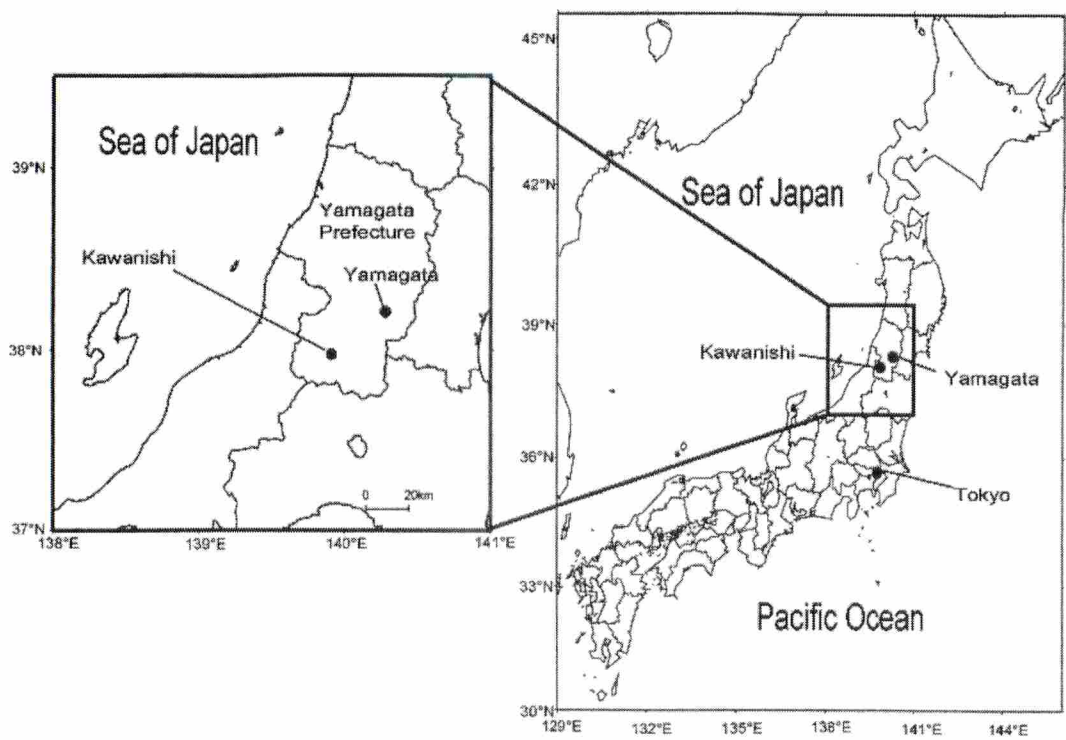 Sea of Japan
39°N
Yamagata
Prefecture
Kawanishi
Yamagata
38°N
0 20km
37°N
138°E 139°E 140°E 141°E
45°N
42°N
Sea of Japan
39°N
Kawanishi
Yamagata
36°N
Tokyo
33°N
Pacific Ocean
30°N
129°E 132°E 135°E 138°E 141°E 144°E